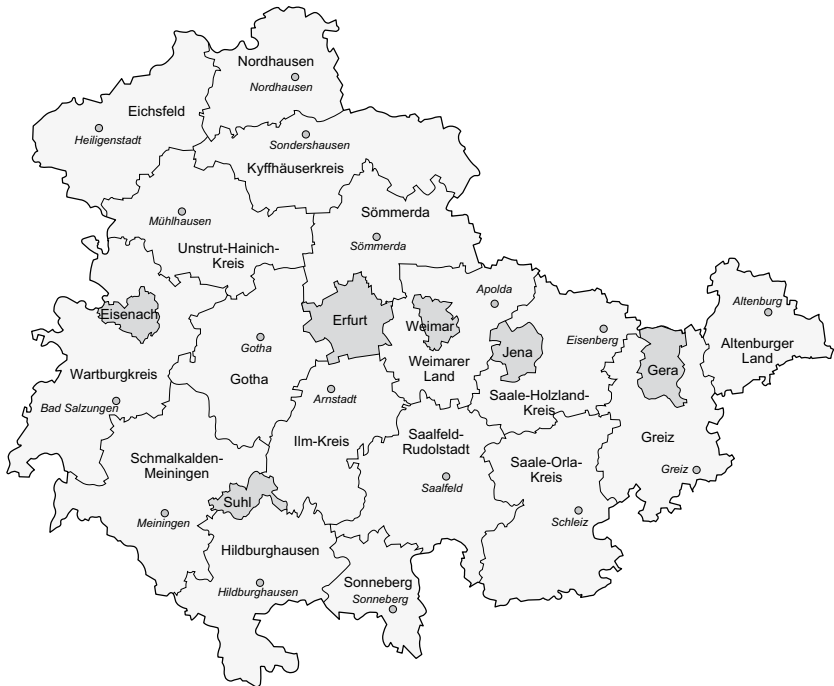 Nordhausen
Nordhausen
Eichsfeld
Heiligenstadt
Sondershausen
Kyffhäuserkreis
Mühlhausen
Unstrut-Hainich-
Kreis
Sömmerda
Sömmerda
Eisenach
Erfurt
Weimar
Apolda
Weimarer
Land
Jena
Eisenberg
Saale-Holzland-
Kreis
Gera
Altenburg
Altenburger
Land
Wartburgkreis
Bad Salzungen
Gotha
Gotha
Arnstadt
Ilm-Kreis
Schmalkalden-
Meiningen
Meiningen
Suhl
Saalfeld-
Rudolstadt
Saalfeld
Saale-Orla-
Kreis
Schleiz
Greiz
Greiz
Hildburghausen
Hildburghausen
Sonneberg
Sonneberg